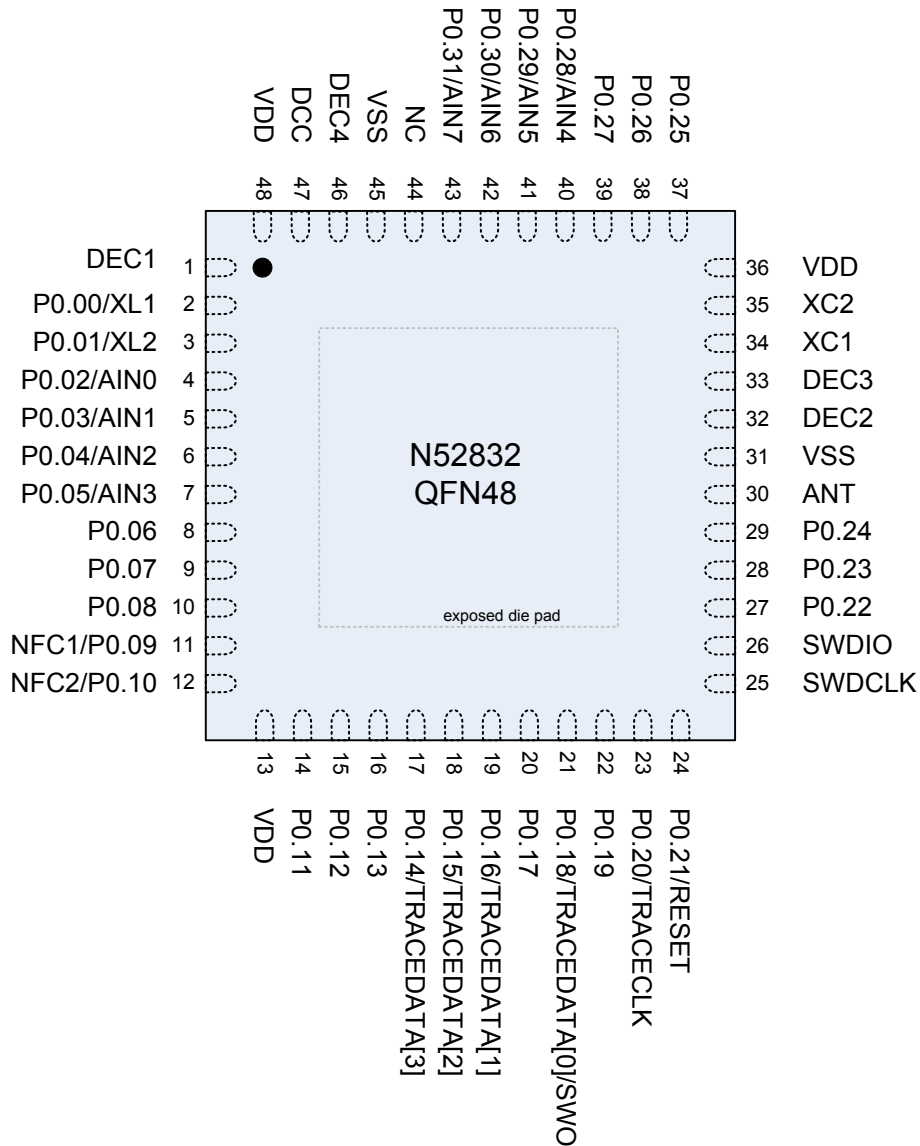 P0.25
P0.26
P0.27
P0.28/AIN4
P0.29/AIN5
P0.30/AIN6
P0.31/AIN7
NC
VSS
DEC4
DCC
VDD
48
47
46
45
44
43
42
41
40
39
38
37
DEC1 1
P0.00/XL1 2
P0.01/XL2 3
P0.02/AIN0 4
P0.03/AIN1 5
P0.04/AIN2 6
P0.05/AIN3 7
P0.06 8
P0.07 9
P0.08 10
NFC1/P0.09 11
NFC2/P0.10 12
N52832
QFN48
exposed die pad
36 VDD
35 XC2
34 XC1
33 DEC3
32 DEC2
31 VSS
30 ANT
29 P0.24
28 P0.23
27 P0.22
26 SWDIO
25 SWDCLK
13
14
15
16
17
18
19
20
21
22
23
24
VDD
P0.11
P0.12
P0.13
P0.14/TRACEDATA[3]
P0.15/TRACEDATA[2]
P0.16/TRACEDATA[1]
P0.17
P0.18/TRACEDATA[0]/SWO
P0.19
P0.20/TRACECLK
P0.21/RESET